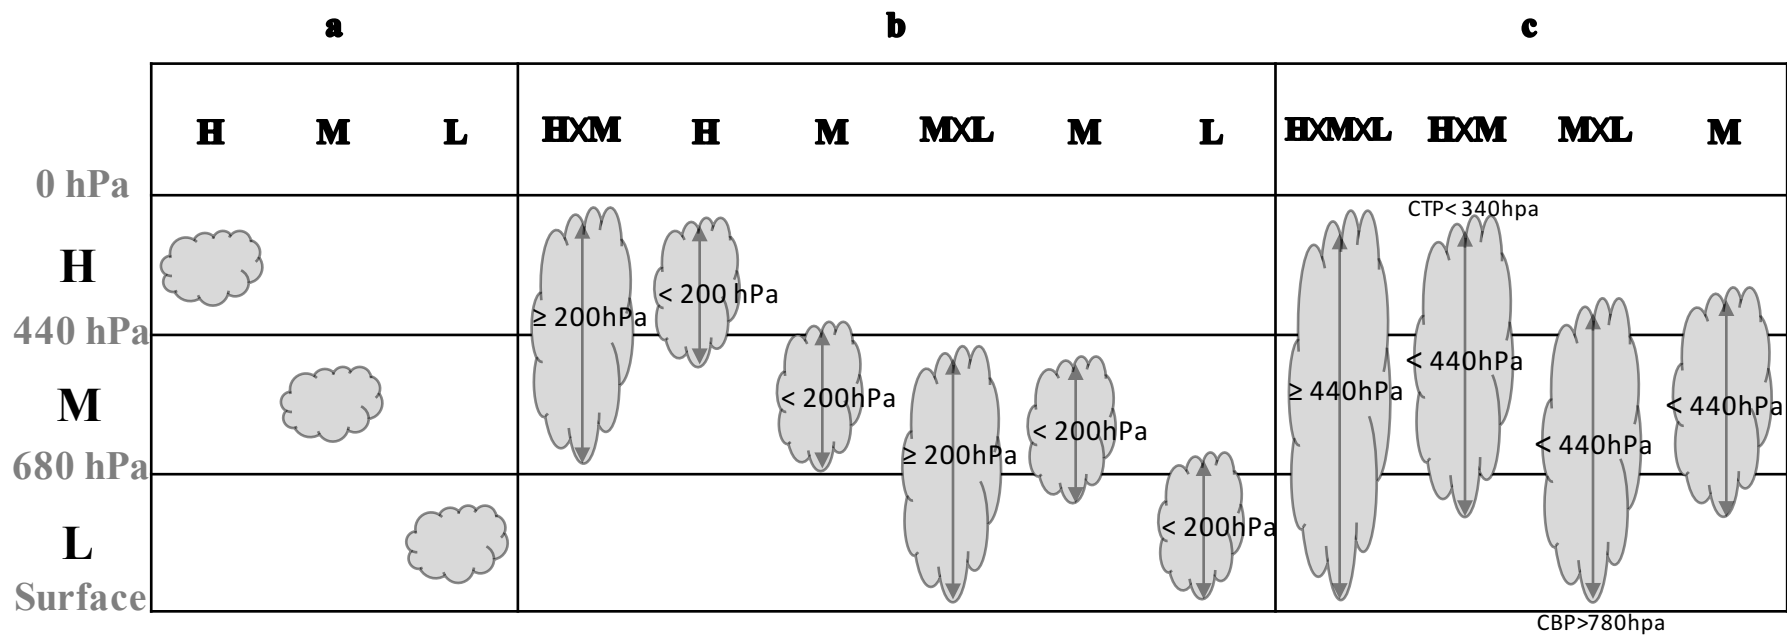 a b c
H M L HXM H M MXL M L HXMXL HXM MXL M
0 hPa
CTP< 340hpa
H
< 200 hPa
≥ 200hPa
440 hPa
< 440hPa
≥ 440hPa
M
< 200hPa
< 440hPa
< 200hPa
< 440hPa
≥ 200hPa
680 hPa
< 200hPa
L
Surface
CBP>780hpa